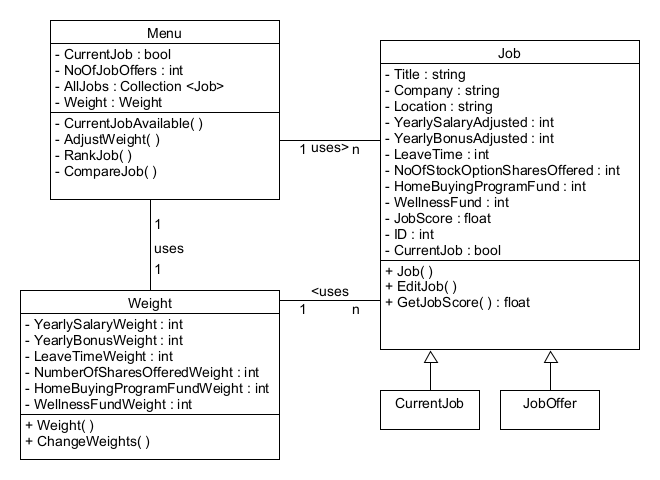 Menu
- CurrentJob : bool
- NoOfJobOffers : int
- AllJobs : Collection <Job>
- Weight : Weight
- CurrentJobAvailable( )
- AdjustWeight( )
- RankJob( )
- CompareJob( )
Job
- Title : string
- Company : string
- Location : string
- YearlySalaryAdjusted : int
- YearlyBonusAdjusted : int
- LeaveTime : int
- NoOfStockOptionSharesOffered : int
- HomeBuyingProgramFund : int
- WellnessFund : int
- JobScore : float
- ID : int
- CurrentJob : bool
+ Job( )
+ EditJob( )
+ GetJobScore( ) : float
1 uses> n
1
uses
1
<uses
1 n
Weight
- YearlySalaryWeight : int
- YearlyBonusWeight : int
- LeaveTimeWeight : int
- NumberOfSharesOfferedWeight : int
- HomeBuyingProgramFundWeight : int
- WellnessFundWeight : int
+ Weight( )
+ ChangeWeights( )
CurrentJob
JobOffer